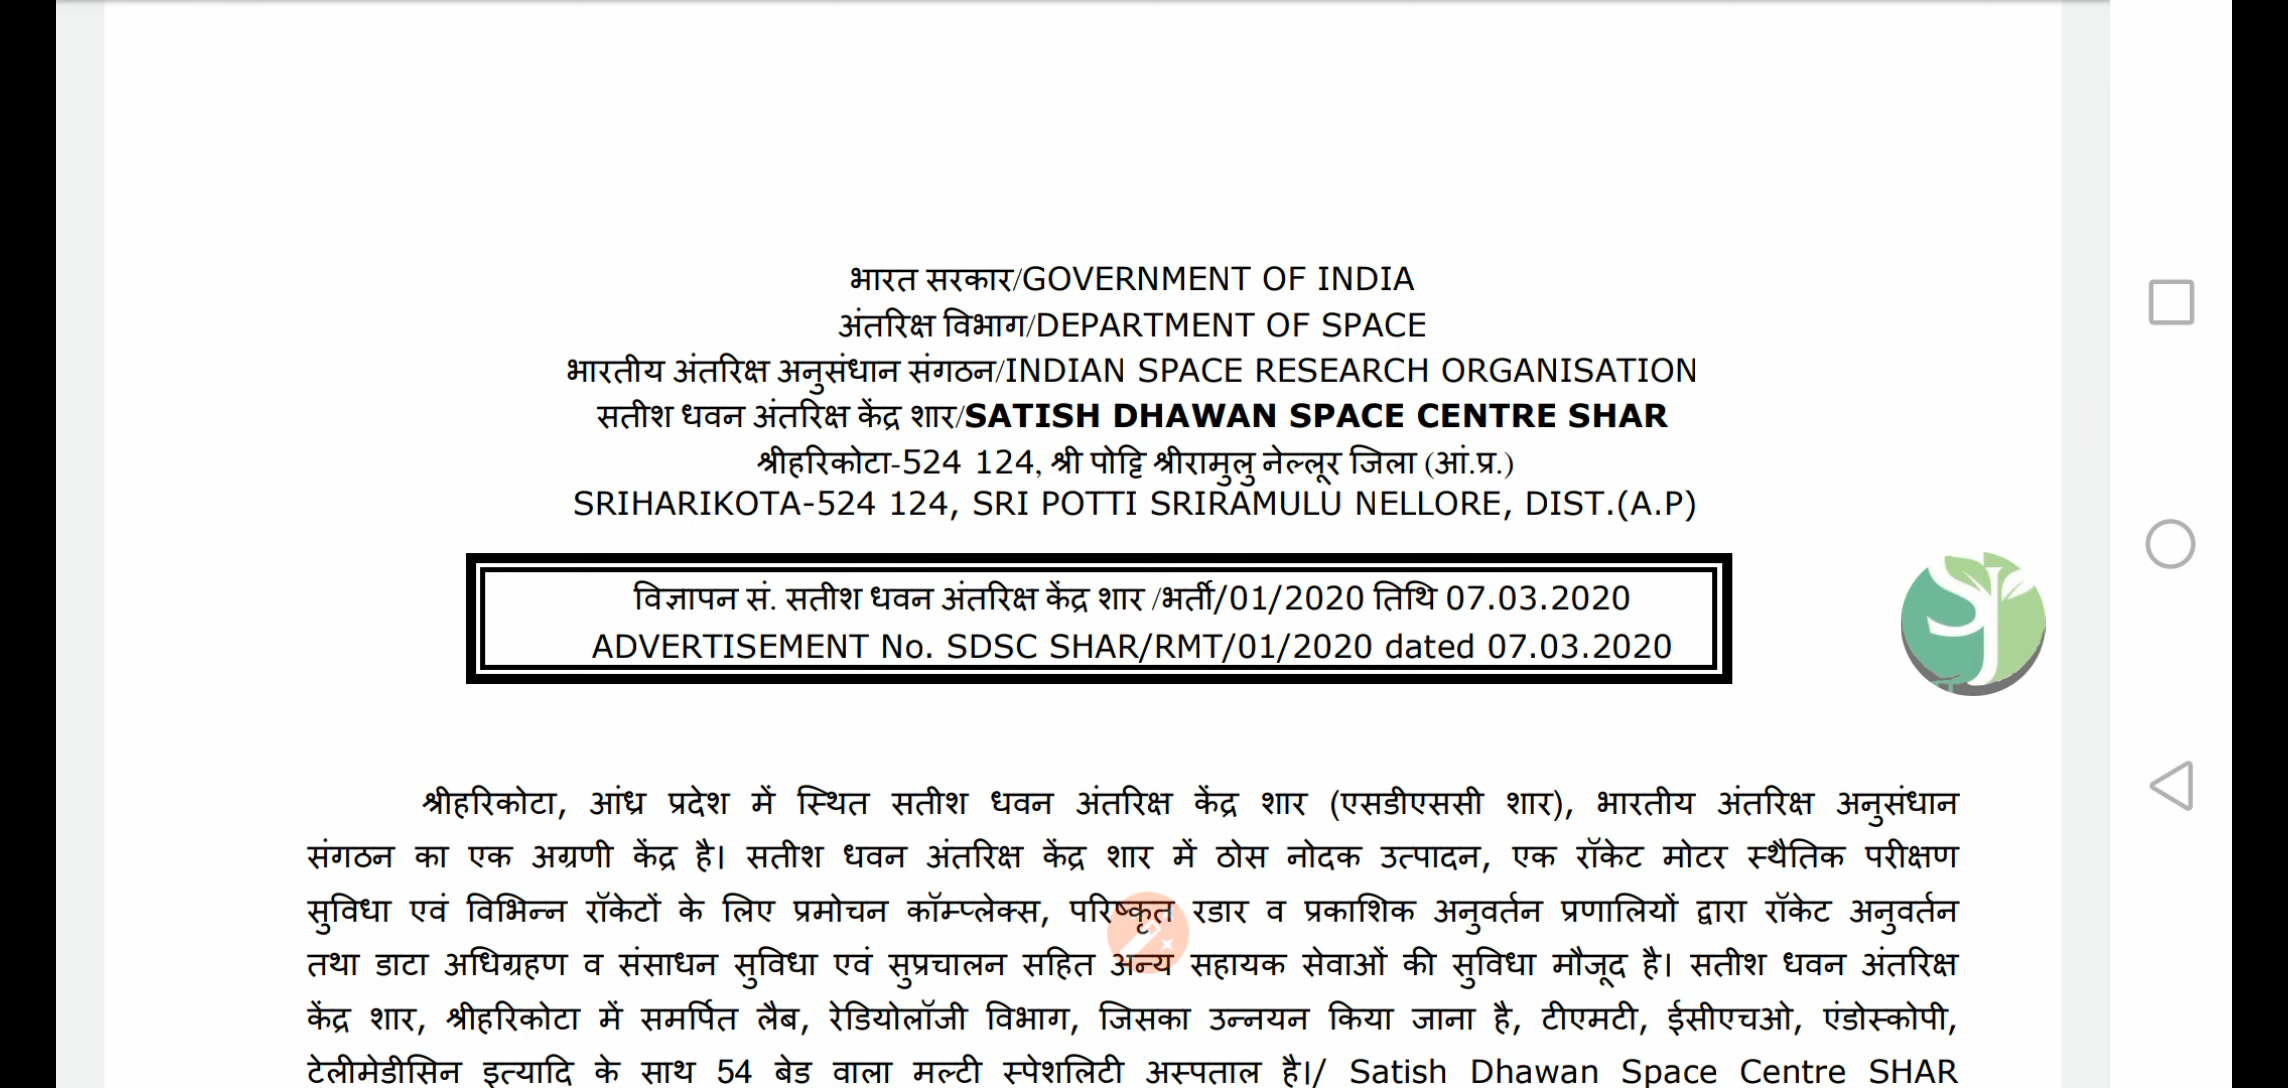 भारत सरकार/GOVERNMENT OF INDIA
अंतरिक्ष विभाग/DEPARTMENT OF SPACE
भारतीय अंतरिक्ष अनुसंधान संगठन/INDIAN SPACE RESEARCH ORGANISATION
सतीश धवन अंतरिक्ष केंद्र शार/SATISH DHAWAN SPACE CENTRE SHAR
श्रीहरिकोटा-524 124, श्री पोट्टि श्रीरामुलु नेल्लूर जिला (आं.प्र.)
SRIHARIKOTA-524 124, SRI POTTI SRIRAMULU NELLORE, DIST.(A.P)
विज्ञापन सं. सतीश धवन अंतरिक्ष केंद्र शार /भर्ती/01/2020 तिथि 07.03.2020
ADVERTISEMENT No. SDSC SHAR/RMT/01/2020 dated 07.03.2020
श्रीहरिकोटा, आंध्र प्रदेश में स्थित सतीश धवन अंतरिक्ष केंद्र शार (एसडीएससी शार), भारतीय अंतरिक्ष अनुसंधान
संगठन का एक अग्रणी केंद्र है। सतीश धवन अंतरिक्ष केंद्र शार में ठोस नोदक उत्पादन, एक रॉकेट मोटर स्थैतिक परीक्षण
सुविधा एवं विभिन्न रॉकेटों के लिए प्रमोचन कॉम्प्लेक्स, परिष्कृत रडार व प्रकाशिक अनुवर्तन प्रणालियों द्वारा रॉकेट अनुवर्तन
तथा डाटा अधिग्रहण व संसाधन सुविधा एवं सुप्रचालन सहित अन्य सहायक सेवाओं की सुविधा मौजूद है। सतीश धवन अंतरिक्ष
केंद्र शार, श्रीहरिकोटा में समर्पित लैब, रेडियोलॉजी विभाग, जिसका उन्नयन किया जाना है, टीएमटी, ईसीएचओ, एंडोस्कोपी,
टेलीमेडीसिन इत्यादि के साथ 54 बेड वाला मल्टी स्पेशलिटी अस्पताल है।/ Satish Dhawan Space Centre SHAR